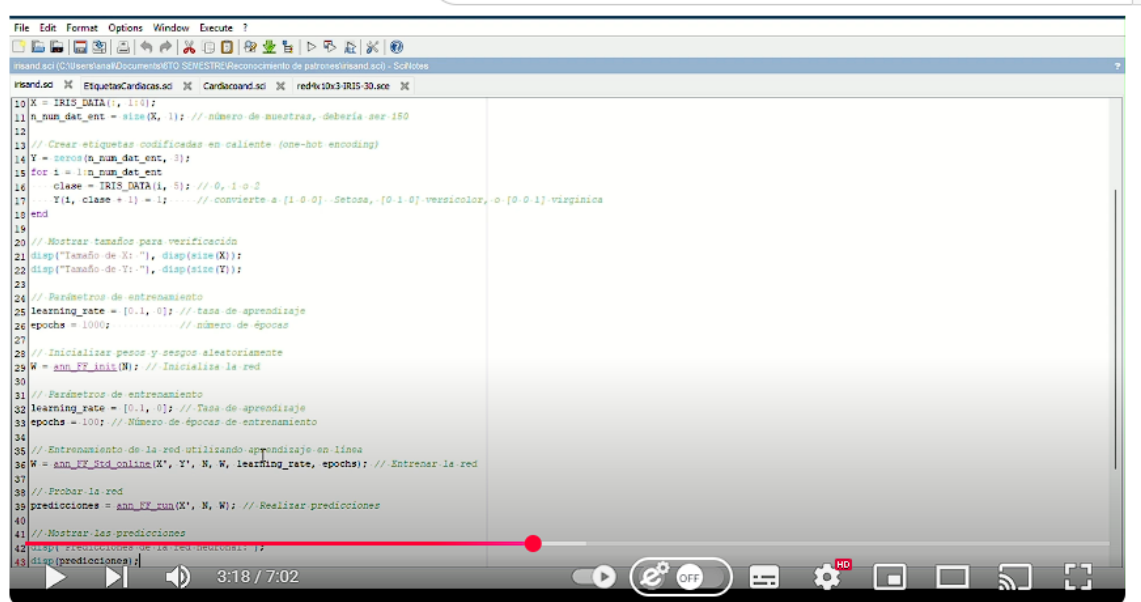 File Edit Format Options Window Execute ?
irisand.sci (C:\Users\anail\Documents\6TO SEMESTRE\Reconocimiento de patrones\irisand.sci) - SciNotes ?
irisand.sci EtiquetasCardiacas.sci Cardiacoand.sci red4x10x3-IRIS-30.sce
10 X = IRIS_DATA(:, 1:4);
11 n_num_dat_ent = size(X, 1); // número de muestras, debería ser 150
12
13 // Crear etiquetas codificadas en caliente (one-hot encoding)
14 Y = zeros(n_num_dat_ent, 3);
15 for i = 1:n_num_dat_ent
16 clase = IRIS_DATA(i, 5); // 0, 1 o 2
17 Y(i, clase + 1) = 1; // convierte a [1 0 0] Setosa, [0 1 0] versicolor, o [0 0 1] virginica
18 end
19
20 // Mostrar tamaños para verificación
21 disp("Tamaño de X: "), disp(size(X));
22 disp("Tamaño de Y: "), disp(size(Y));
23
24 // Parámetros de entrenamiento
25 learning_rate = [0.1, 0]; // tasa de aprendizaje
26 epochs = 1000; // número de épocas
27
28 // Inicializar pesos y sesgos aleatoriamente
29 W = ann_FF_init(N); // Inicializa la red
30
31 // Parámetros de entrenamiento
32 learning_rate = [0.1, 0]; // Tasa de aprendizaje
33 epochs = 100; // Número de épocas de entrenamiento
34
35 // Entrenamiento de la red utilizando aprendizaje en línea
36 W = ann_FF_Std_online(X', Y', N, W, learning_rate, epochs); // Entrenar la red
37
38 // Probar la red
39 predicciones = ann_FF_run(X', N, W); // Realizar predicciones
40
41 // Mostrar las predicciones
42 disp("Predicciones de la red neuronal: ");
43 disp(predicciones);
3:18 / 7:02 OFF HD